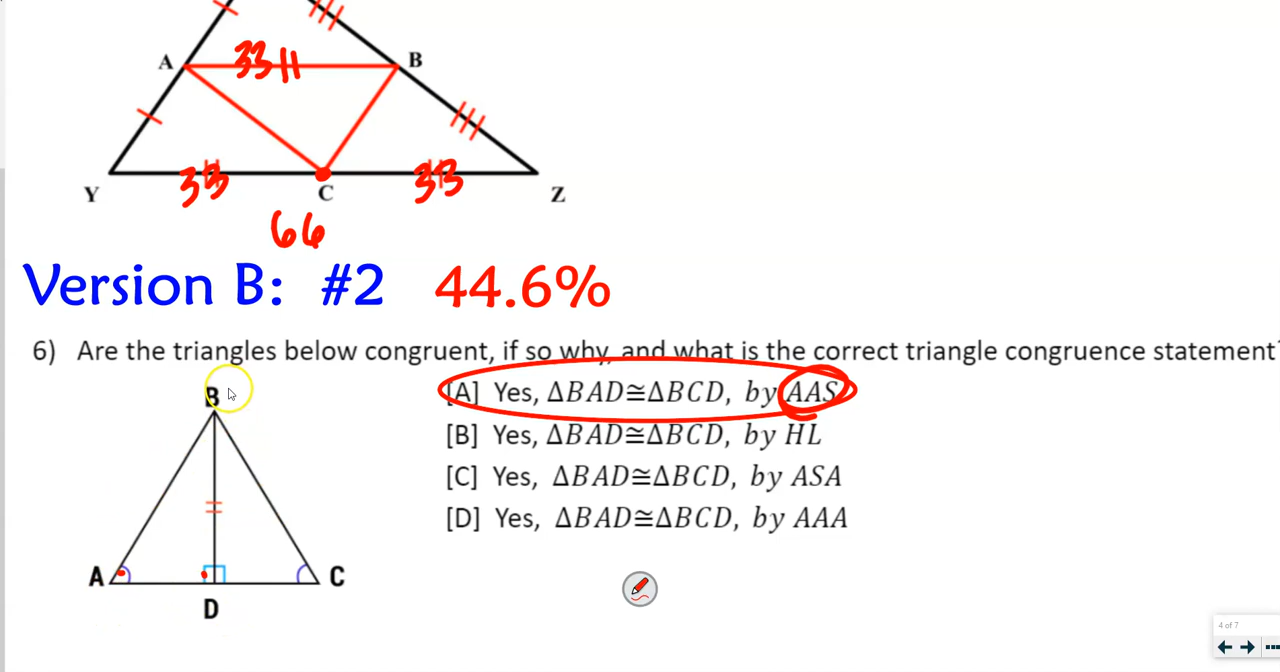 A 33 B
33 33
Y C Z
66
Version B: #2 44.6%
6) Are the triangles below congruent, if so why, and what is the correct triangle congruence statement?
B
[A] Yes, ΔBAD≅ΔBCD, by AAS
[B] Yes, ΔBAD≅ΔBCD, by HL
[C] Yes, ΔBAD≅ΔBCD, by ASA
[D] Yes, ΔBAD≅ΔBCD, by AAA
A C
D
4 of 7